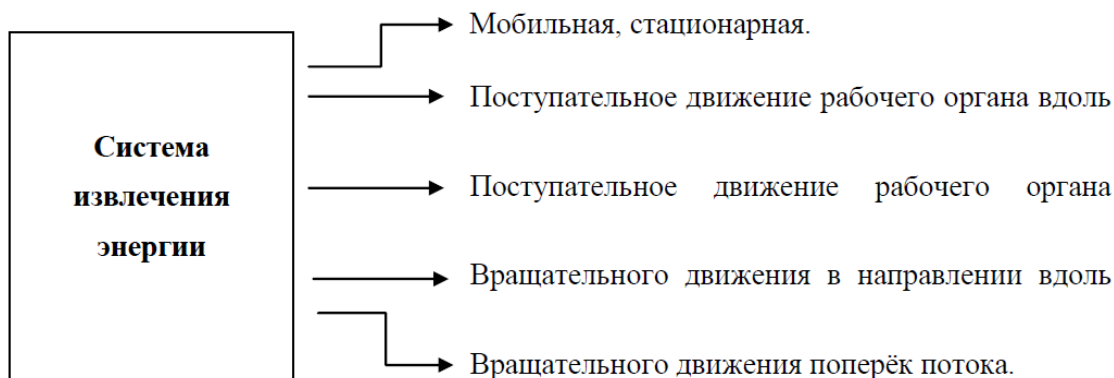 Мобильная, стационарная.
Поступательное движение рабочего органа вдоль
Система
извлечения
энергии
Поступательное движение рабочего органа
Вращательного движения в направлении вдоль
Вращательного движения поперёк потока.